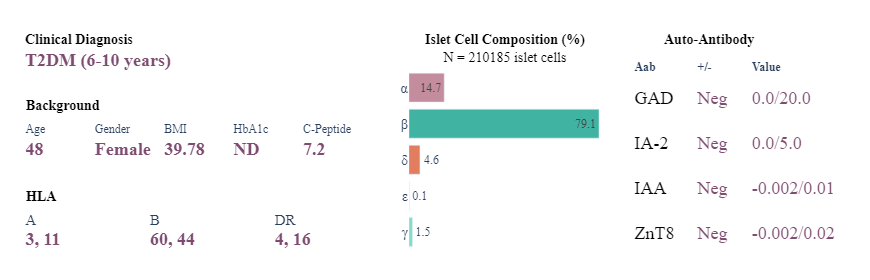 Clinical Diagnosis
T2DM (6-10 years)
Background
Age Gender BMI HbA1c C-Peptide
48 Female 39.78 ND 7.2
HLA
A B DR
3, 11 60, 44 4, 16
Islet Cell Composition (%)
N = 210185 islet cells
α 14.7
β 79.1
δ 4.6
ε 0.1
γ 1.5
Auto-Antibody
Aab +/- Value
GAD Neg 0.0/20.0
IA-2 Neg 0.0/5.0
IAA Neg -0.002/0.01
ZnT8 Neg -0.002/0.02